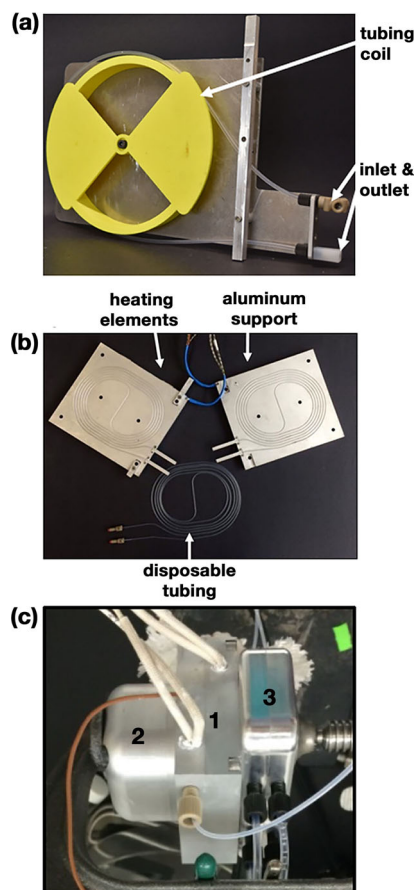 (a)
tubing
coil
inlet &
outlet
heating
elements
aluminum
support
(b)
disposable
tubing
(c)
1
2
3